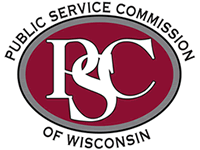 PUBLIC SERVICE COMMISSION
PSC
OF WISCONSIN